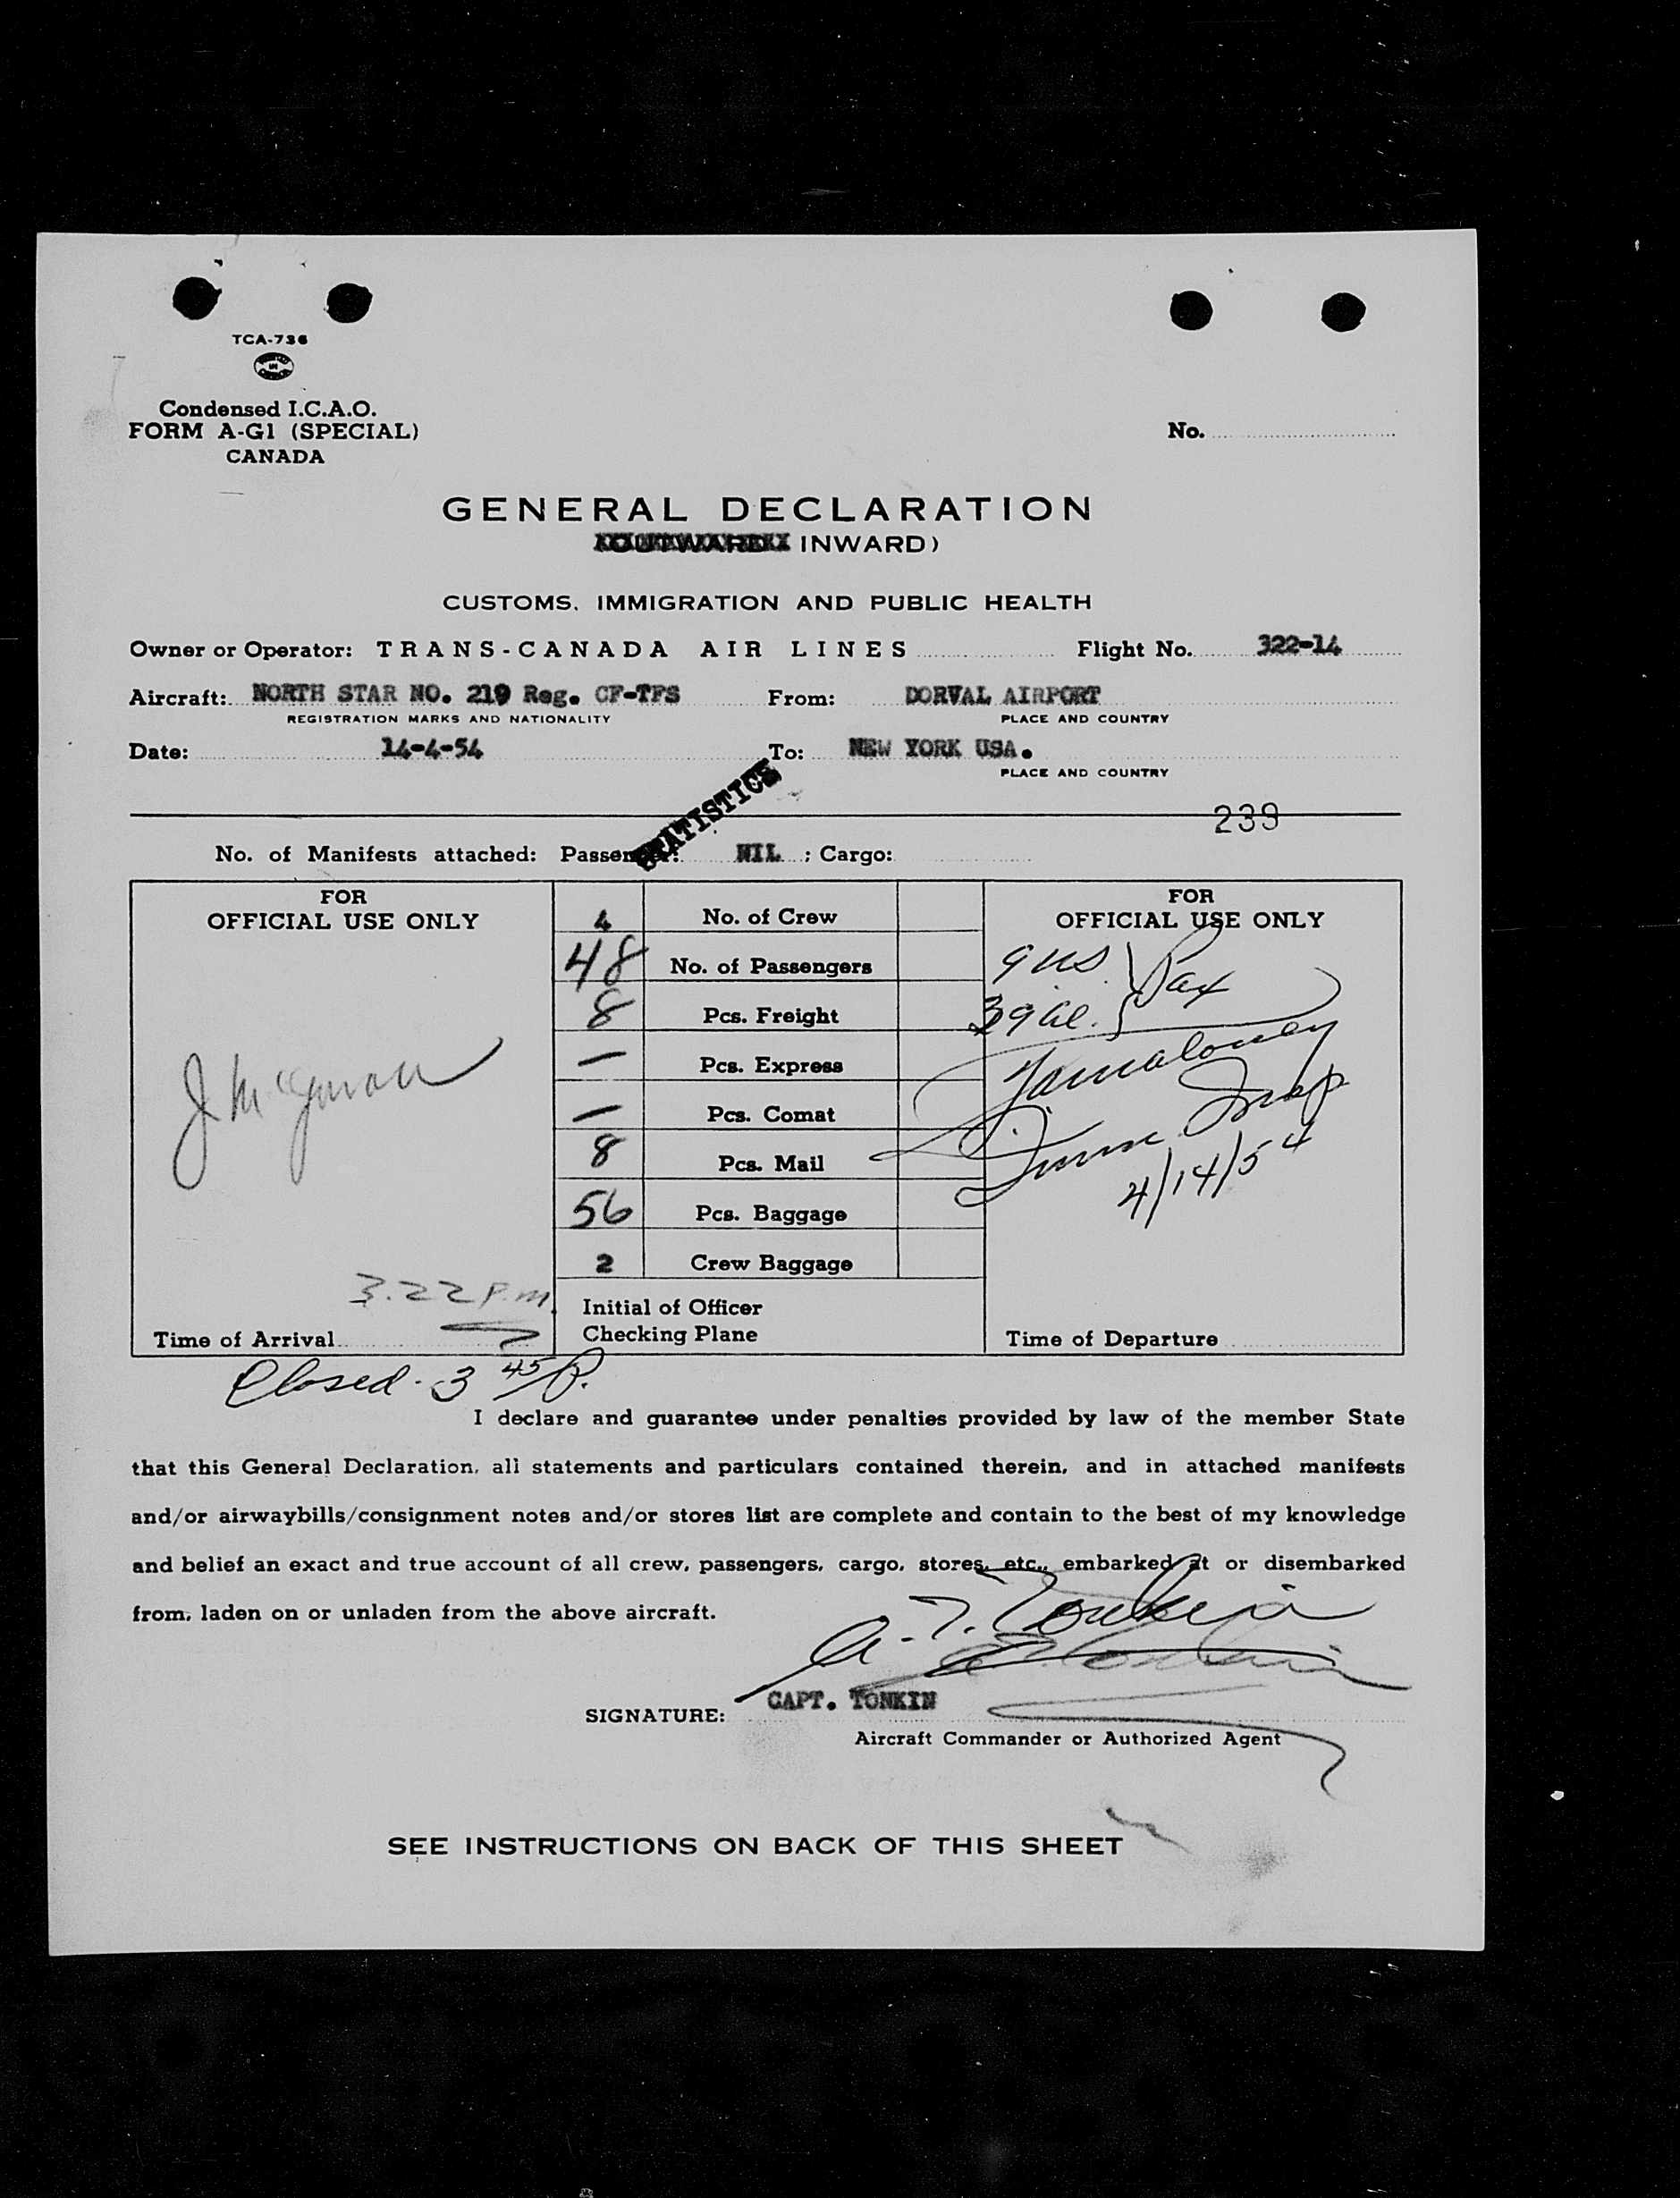 TCA-736
Condensed I.C.A.O.
FORM A-G1 (SPECIAL)
CANADA
No.
GENERAL DECLARATION
OUTWARD INWARD)
CUSTOMS, IMMIGRATION AND PUBLIC HEALTH
Owner or Operator: TRANS-CANADA AIR LINES Flight No. 322-14
Aircraft: NORTH STAR NO. 219 Reg. CF-TFS From: DORVAL AIRPORT
REGISTRATION MARKS AND NATIONALITY PLACE AND COUNTRY
Date: 14-4-54 To: NEW YORK USA.
PLACE AND COUNTRY
STATISTICS
239
No. of Manifests attached: Passenger: NIL ; Cargo:
FOR
OFFICIAL USE ONLY
4 No. of Crew
48 No. of Passengers
8 Pcs. Freight
— Pcs. Express
— Pcs. Comat
8 Pcs. Mail
56 Pcs. Baggage
2 Crew Baggage
Initial of Officer
Checking Plane
3.22 P.m.
Time of Arrival
FOR
OFFICIAL USE ONLY
9 US } Pax
39 al.
Insp
4/14/54
Time of Departure
Closed - 3 45 P.
I declare and guarantee under penalties provided by law of the member State
that this General Declaration, all statements and particulars contained therein, and in attached manifests
and/or airwaybills/consignment notes and/or stores list are complete and contain to the best of my knowledge
and belief an exact and true account of all crew, passengers, cargo, stores, etc., embarked at or disembarked
from, laden on or unladen from the above aircraft.
A.T. Tonkin
SIGNATURE: CAPT. TONKIN
Aircraft Commander or Authorized Agent
SEE INSTRUCTIONS ON BACK OF THIS SHEET